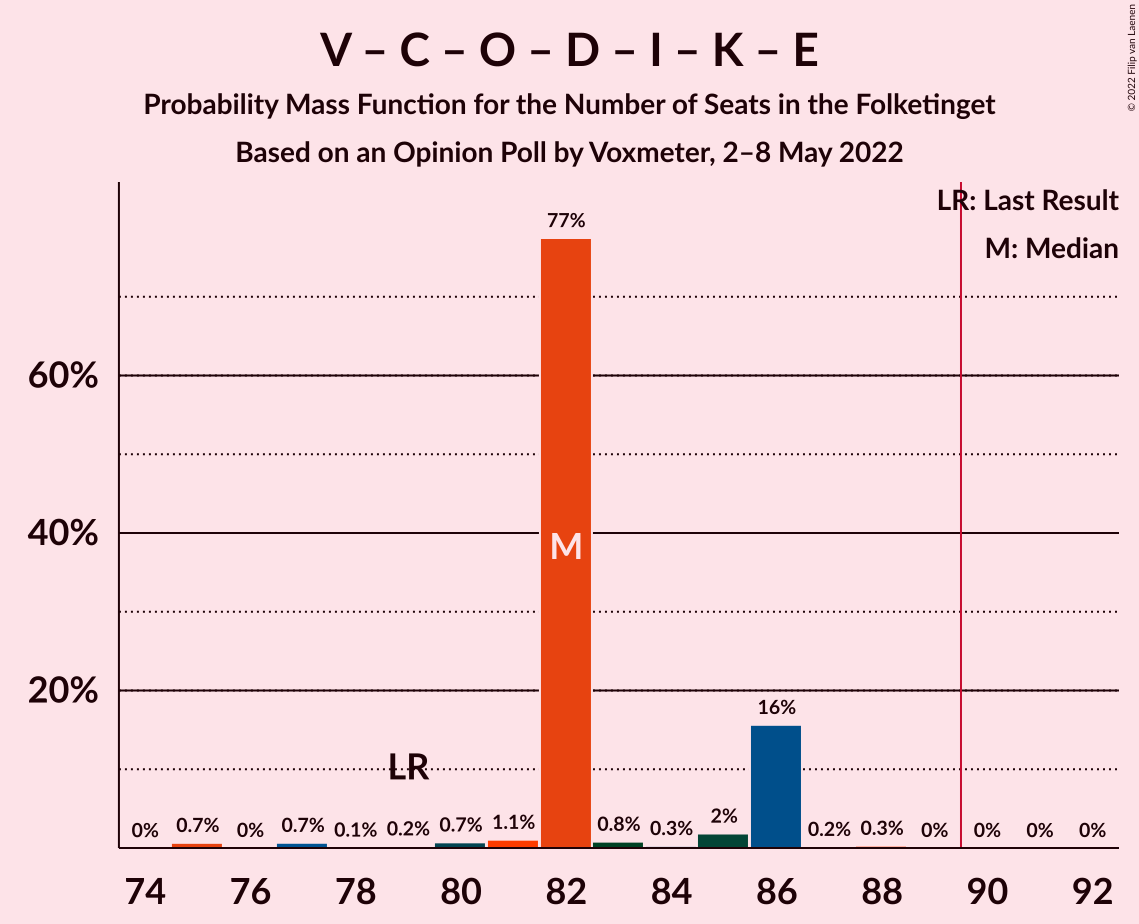 V – C – O – D – I – K – E
Probability Mass Function for the Number of Seats in the Folketinget
Based on an Opinion Poll by Voxmeter, 2–8 May 2022
© 2022 Filip van Laenen
LR: Last Result
M: Median
77%
60%
40%
20%
M
LR
16%
0% 0.7% 0% 0.7% 0.1% 0.2% 0.7% 1.1% 0.8% 0.3% 2% 0.2% 0.3% 0% 0% 0% 0%
74 76 78 80 82 84 86 88 90 92